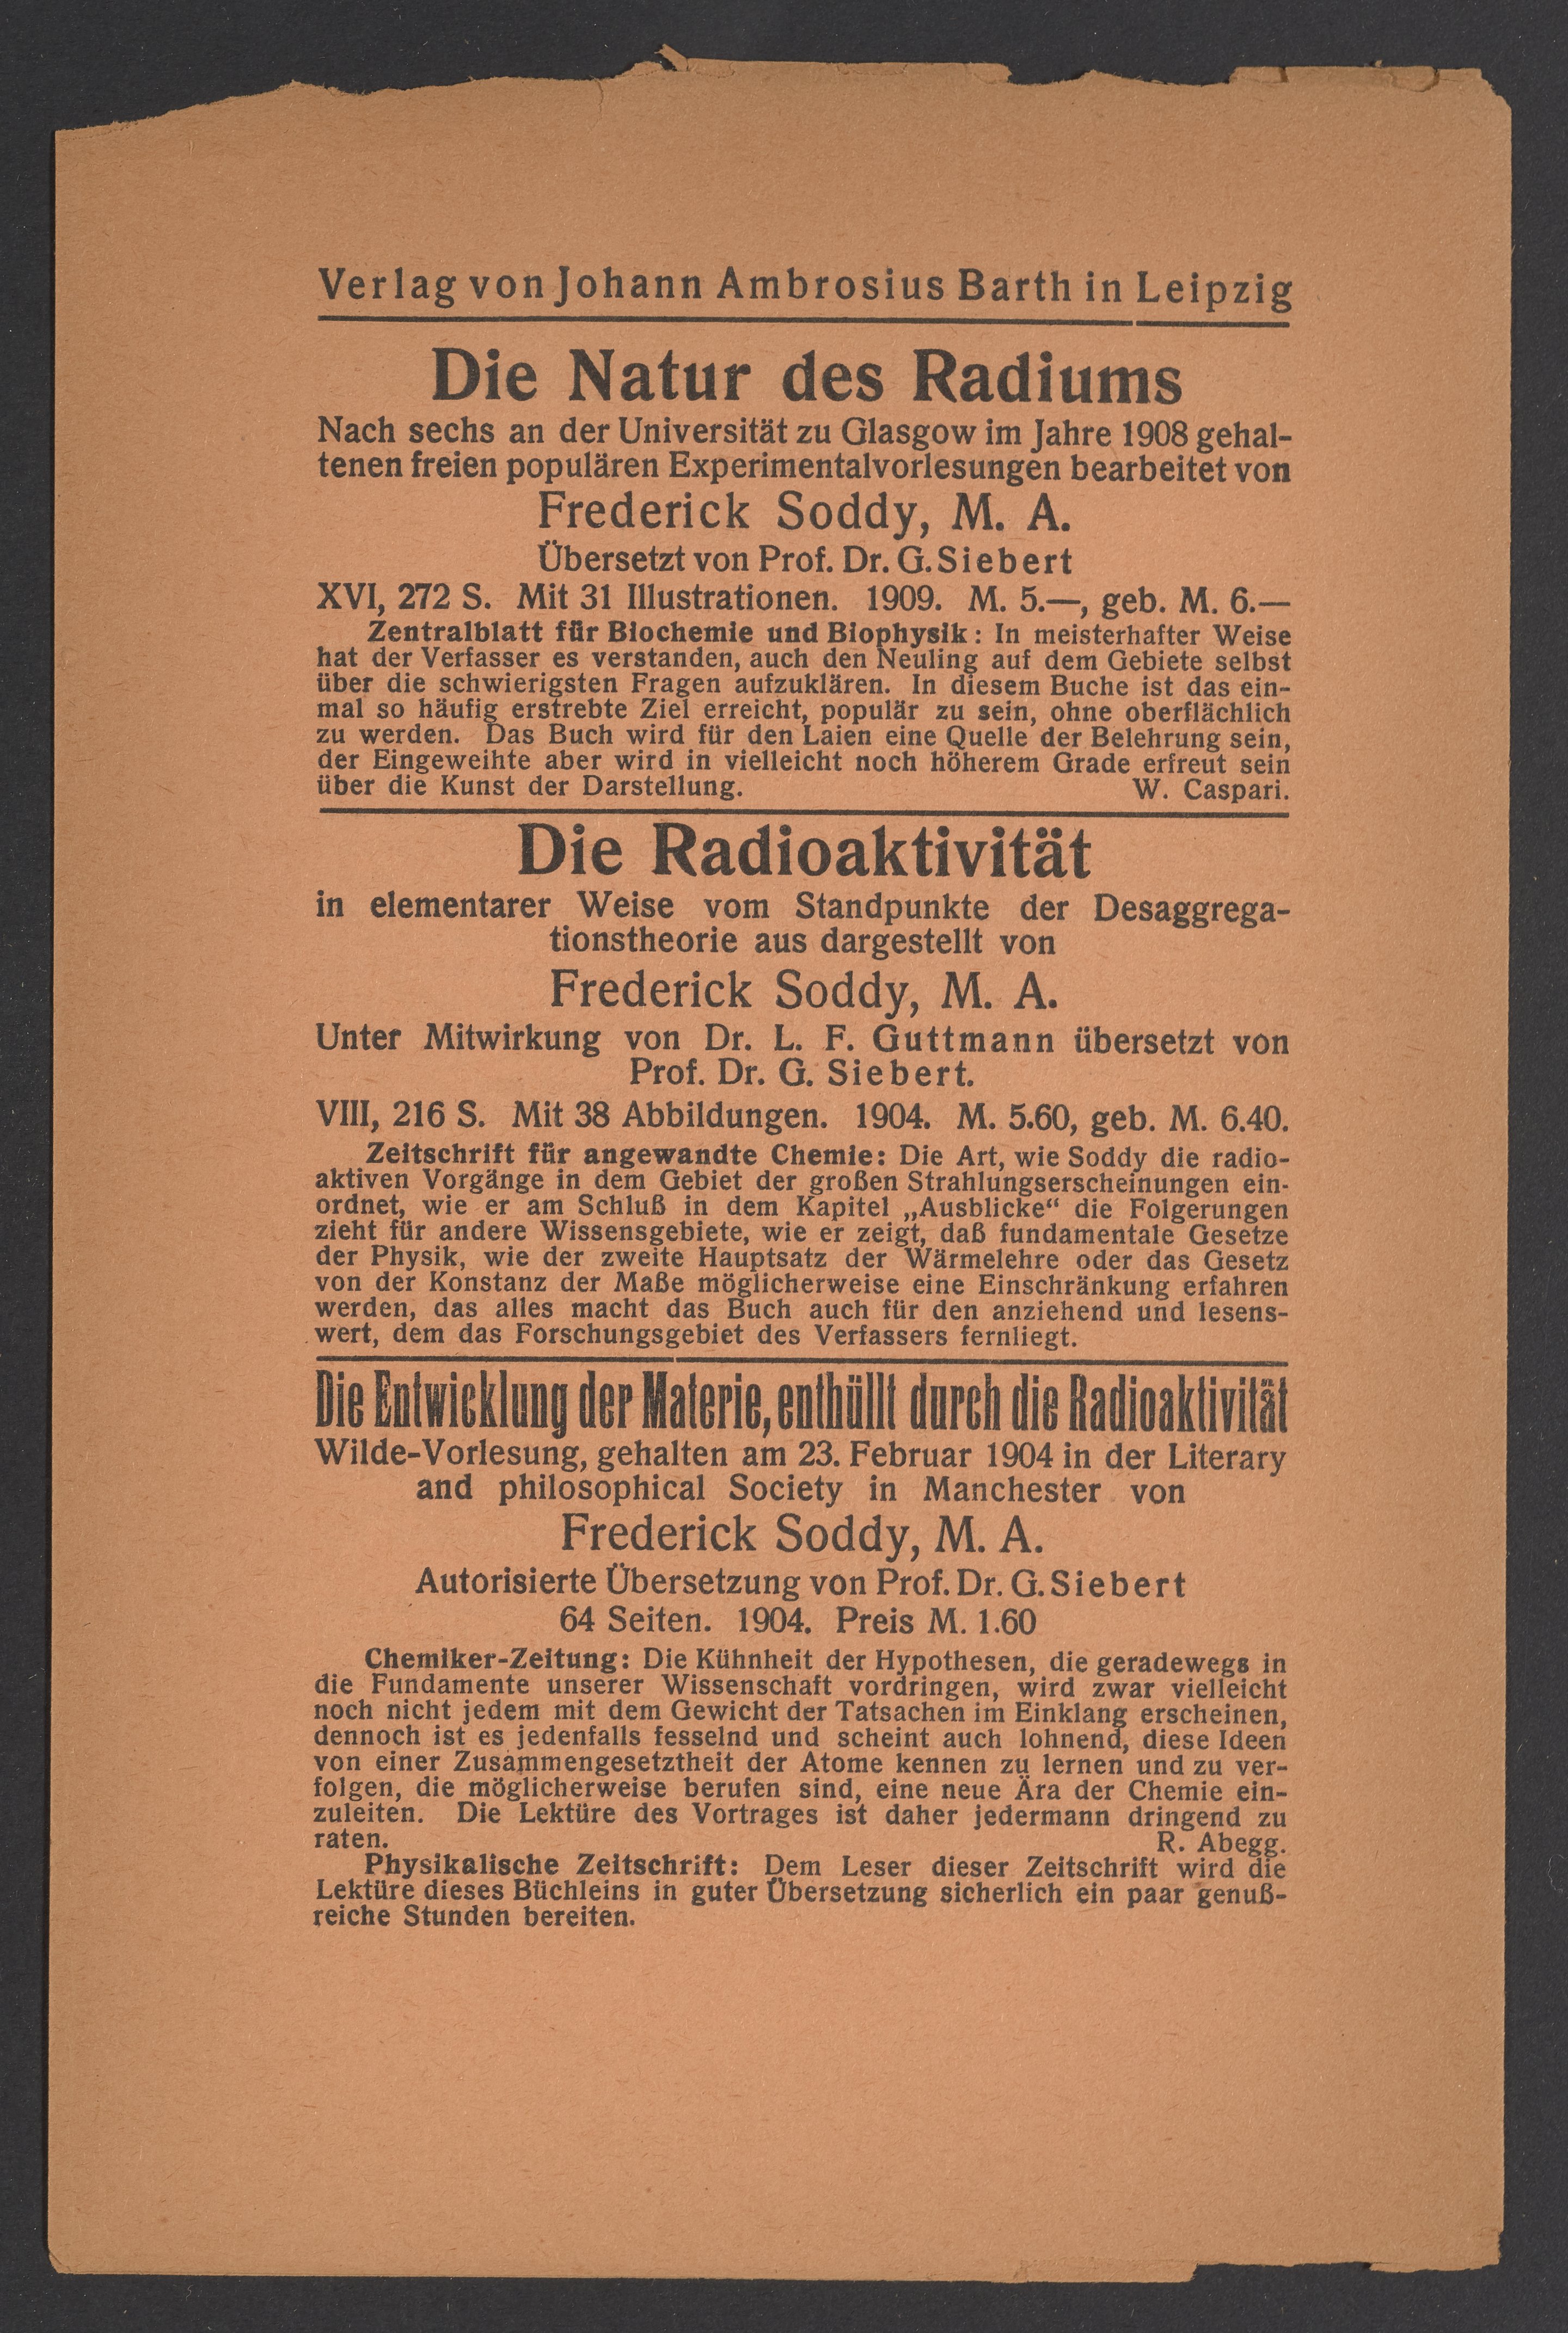 Verlag von Johann Ambrosius Barth in Leipzig
Die Natur des Radiums
Nach sechs an der Universität zu Glasgow im Jahre 1908 gehal-
tenen freien populären Experimentalvorlesungen bearbeitet von
Frederick Soddy, M. A.
Übersetzt von Prof. Dr. G. Siebert
XVI, 272 S. Mit 31 Illustrationen. 1909. M. 5.—, geb. M. 6.—
Zentralblatt für Biochemie und Biophysik: In meisterhafter Weise
hat der Verfasser es verstanden, auch den Neuling auf dem Gebiete selbst
über die schwierigsten Fragen aufzuklären. In diesem Buche ist das ein-
mal so häufig erstrebte Ziel erreicht, populär zu sein, ohne oberflächlich
zu werden. Das Buch wird für den Laien eine Quelle der Belehrung sein,
der Eingeweihte aber wird in vielleicht noch höherem Grade erfreut sein
über die Kunst der Darstellung. W. Caspari.
Die Radioaktivität
in elementarer Weise vom Standpunkte der Desaggrega-
tionstheorie aus dargestellt von
Frederick Soddy, M. A.
Unter Mitwirkung von Dr. L. F. Guttmann übersetzt von
Prof. Dr. G. Siebert.
VIII, 216 S. Mit 38 Abbildungen. 1904. M. 5.60, geb. M. 6.40.
Zeitschrift für angewandte Chemie: Die Art, wie Soddy die radio-
aktiven Vorgänge in dem Gebiet der großen Strahlungserscheinungen ein-
ordnet, wie er am Schluß in dem Kapitel „Ausblicke“ die Folgerungen
zieht für andere Wissensgebiete, wie er zeigt, daß fundamentale Gesetze
der Physik, wie der zweite Hauptsatz der Wärmelehre oder das Gesetz
von der Konstanz der Maße möglicherweise eine Einschränkung erfahren
werden, das alles macht das Buch auch für den anziehend und lesens-
wert, dem das Forschungsgebiet des Verfassers fernliegt.
Die Entwicklung der Materie, enthüllt durch die Radioaktivität
Wilde-Vorlesung, gehalten am 23. Februar 1904 in der Literary
and philosophical Society in Manchester von
Frederick Soddy, M. A.
Autorisierte Übersetzung von Prof. Dr. G. Siebert
64 Seiten. 1904. Preis M. 1.60
Chemiker-Zeitung: Die Kühnheit der Hypothesen, die geradewegs in
die Fundamente unserer Wissenschaft vordringen, wird zwar vielleicht
noch nicht jedem mit dem Gewicht der Tatsachen im Einklang erscheinen,
dennoch ist es jedenfalls fesselnd und scheint auch lohnend, diese Ideen
von einer Zusammengesetztheit der Atome kennen zu lernen und zu ver-
folgen, die möglicherweise berufen sind, eine neue Ära der Chemie ein-
zuleiten. Die Lektüre des Vortrages ist daher jedermann dringend zu
raten. R. Abegg.
Physikalische Zeitschrift: Dem Leser dieser Zeitschrift wird die
Lektüre dieses Büchleins in guter Übersetzung sicherlich ein paar genuß-
reiche Stunden bereiten.